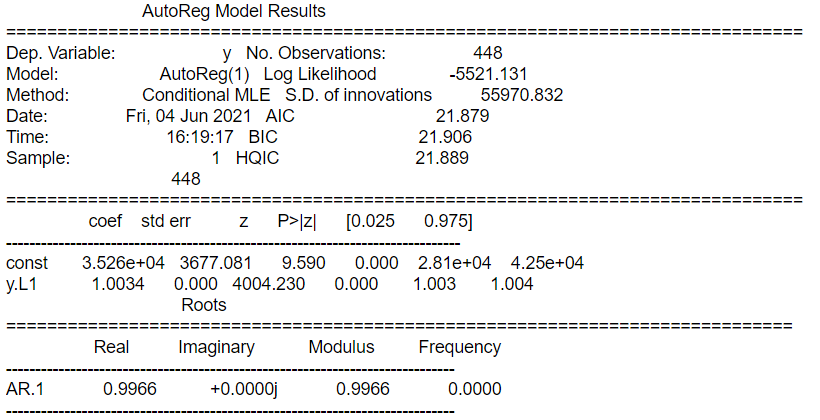 AutoReg Model Results
==============================================================================
Dep. Variable: y No. Observations: 448
Model: AutoReg(1) Log Likelihood -5521.131
Method: Conditional MLE S.D. of innovations 55970.832
Date: Fri, 04 Jun 2021 AIC 21.879
Time: 16:19:17 BIC 21.906
Sample: 1 HQIC 21.889
448
==============================================================================
coef std err z P>|z| [0.025 0.975]
------------------------------------------------------------------------------
const 3.526e+04 3677.081 9.590 0.000 2.81e+04 4.25e+04
y.L1 1.0034 0.000 4004.230 0.000 1.003 1.004
Roots
=============================================================================
Real Imaginary Modulus Frequency
-----------------------------------------------------------------------------
AR.1 0.9966 +0.0000j 0.9966 0.0000
-----------------------------------------------------------------------------